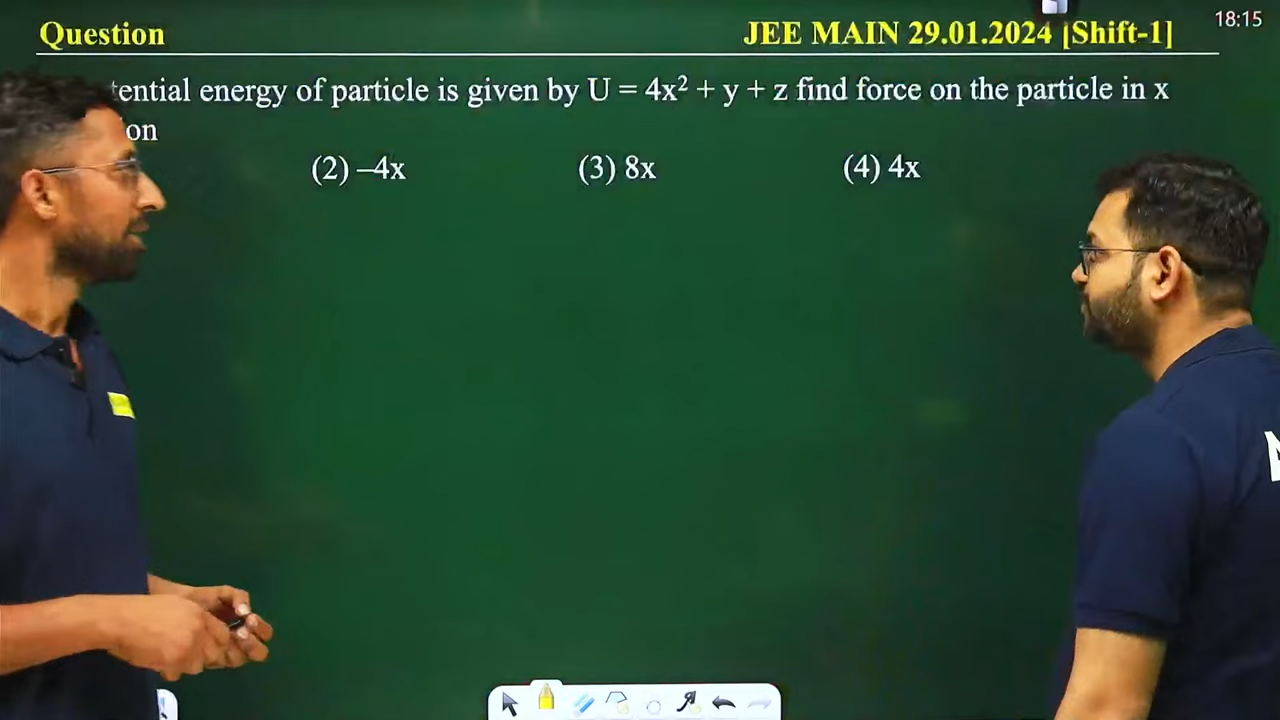 Question
JEE MAIN 29.01.2024 [Shift-1]
18:15
tential energy of particle is given by U = 4x² + y + z find force on the particle in x
on
(2) –4x (3) 8x (4) 4x